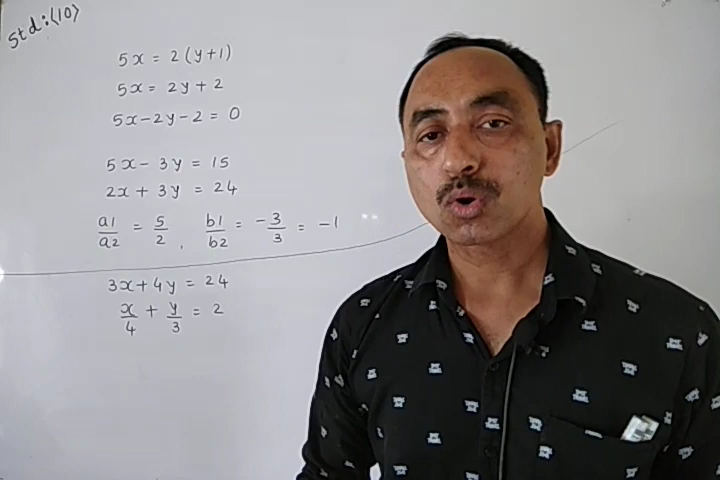 Std:(10)
5x = 2(y+1)
5x = 2y + 2
5x - 2y - 2 = 0
5x - 3y = 15
2x + 3y = 24
a1/a2 = 5/2 , b1/b2 = -3/3 = -1
3x + 4y = 24
x/4 + y/3 = 2